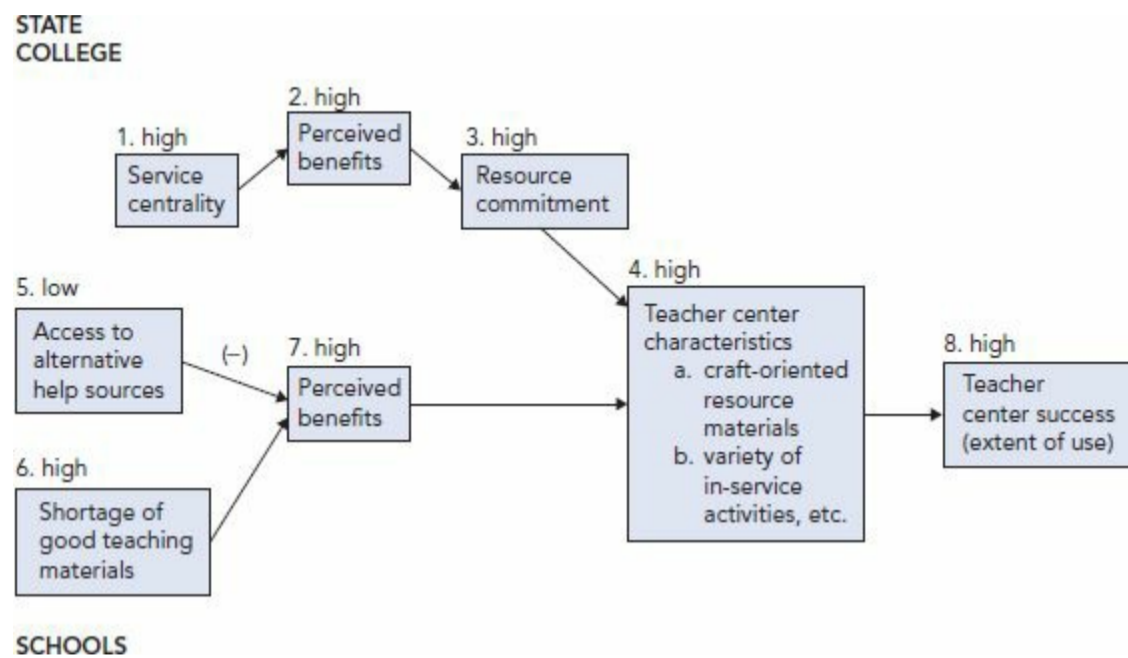 STATE
COLLEGE
1. high
Service
centrality
2. high
Perceived
benefits
3. high
Resource
commitment
4. high
Teacher center
characteristics
a. craft-oriented
resource
materials
b. variety of
in-service
activities, etc.
5. low
Access to
alternative
help sources
(–)
6. high
Shortage of
good teaching
materials
7. high
Perceived
benefits
8. high
Teacher
center success
(extent of use)
SCHOOLS